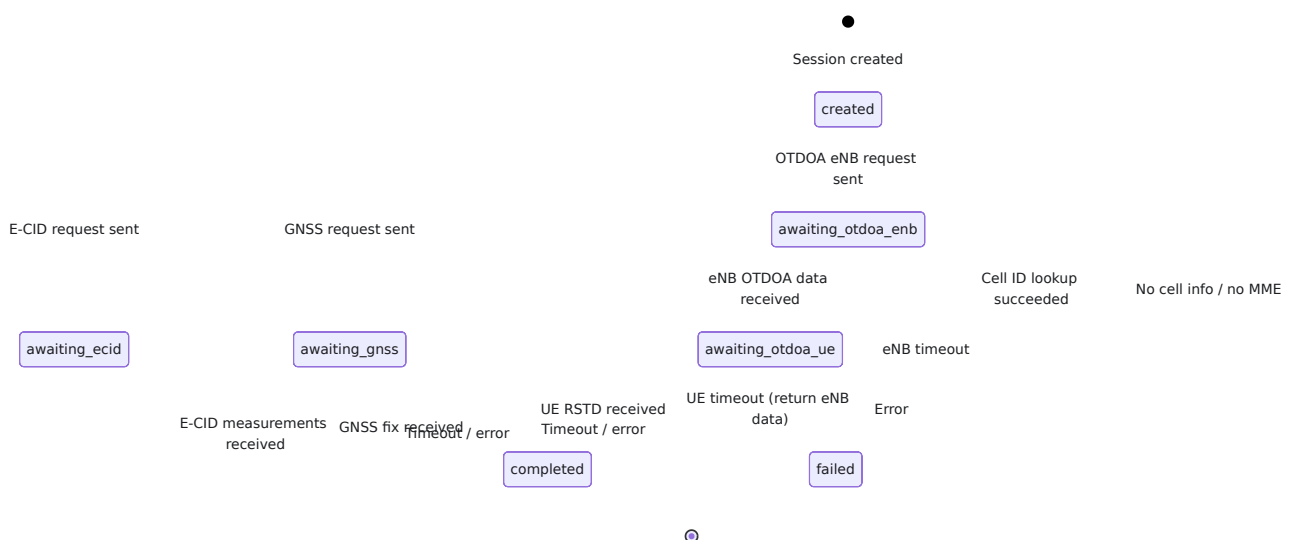 Session created
created
OTDOA eNB request
sent
E-CID request sent
GNSS request sent
awaiting_otdoa_enb
eNB OTDOA data
received
Cell ID lookup
succeeded
No cell info / no MME
awaiting_ecid
awaiting_gnss
awaiting_otdoa_ue
eNB timeout
E-CID measurements
received
GNSS fix received
Timeout / error
UE RSTD received
Timeout / error
UE timeout (return eNB
data)
Error
completed
failed